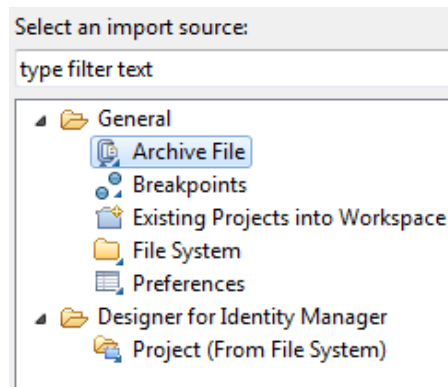 Select an import source:
type filter text
General
Archive File
Breakpoints
Existing Projects into Workspace
File System
Preferences
Designer for Identity Manager
Project (From File System)